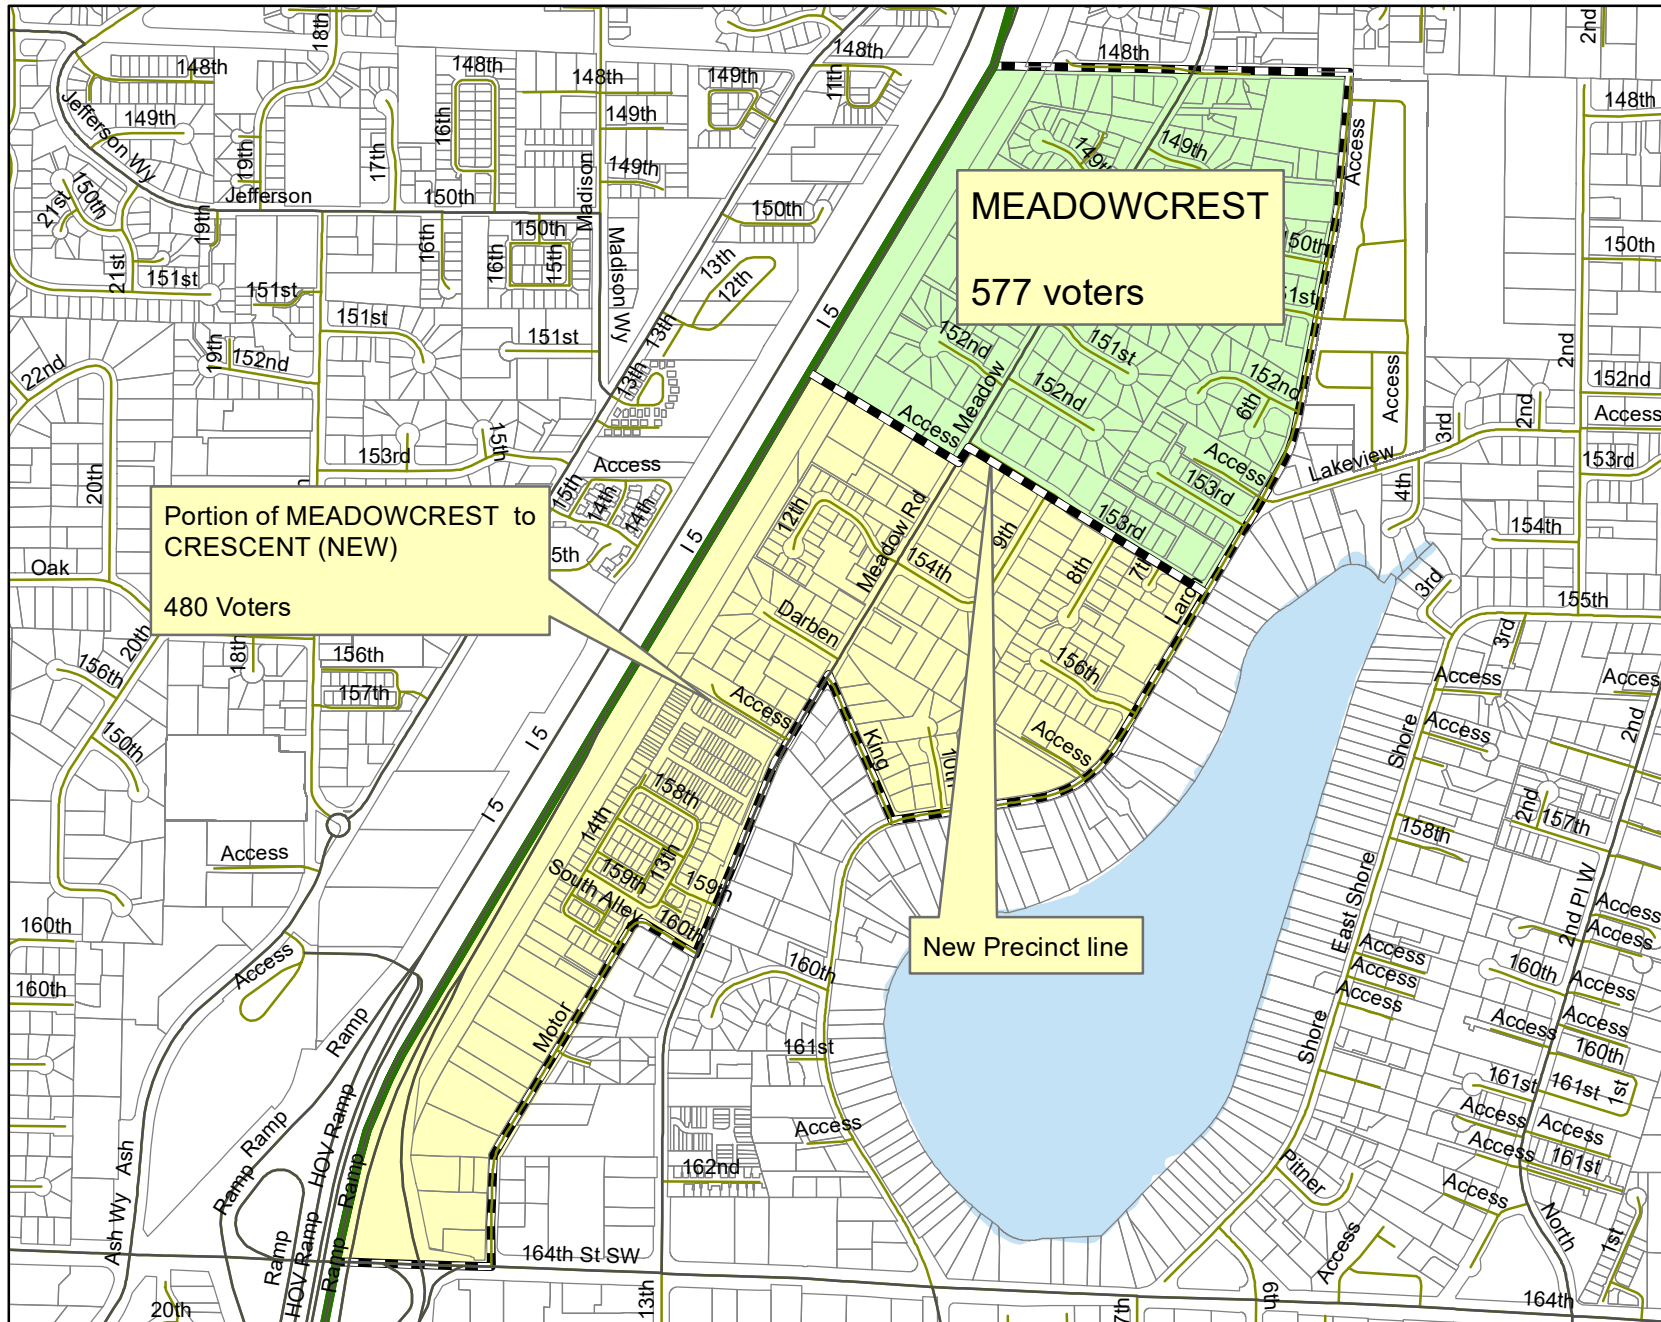 148th
18th
148th
148th
148th
149th
148th
11th
148th
2nd
148th
Jefferson Wy
149th
19th
17th
16th
149th
149th
Madison
Access
149th
149th
21st
150th
Jefferson
150th
150th
19th
16th
150th
16th
15th
Madison Wy
13th
12th
MEADOWCREST
577 voters
150th
150th
21st
151st
151st
151st
151st
13th
I 5
152nd
151st
2nd
22nd
19th
152nd
13th
Meadow
152nd
152nd
6th
Access
152nd
Access
3rd
2nd
153rd
15th
Access
Access
153rd
Access
Lakeview
153rd
20th
15th
14th
14th
12th
Meadow Rd
9th
153rd
4th
154th
Portion of MEADOWCREST to
CRESCENT (NEW)
480 Voters
I 5
154th
8th
3rd
Oak
155th
Darben
20th
18th
156th
157th
156th
156th
3rd
Access
Access
Access
2nd
150th
I 5
King
Access
Shore
Access
158th
14th
13th
159th
159th
I 5
South Alley
160th
2nd
157th
158th
Access
New Precinct line
East Shore
2nd Pl W
Access
Access
160th
Access
160th
160th
Access
Access
Access
160th
Access
Access
Access
160th
Ramp
Motor
161st
Shore
161st
161st
1st
Access
Access
Access
161st
Ramp
HOV Ramp
Ramp
Ramp
Access
162nd
Pitner
Access
Ash
Ash Wy
Ramp
HOV Ramp
Ramp
164th St SW
Access
North
1st
20th
13th
6th
164th